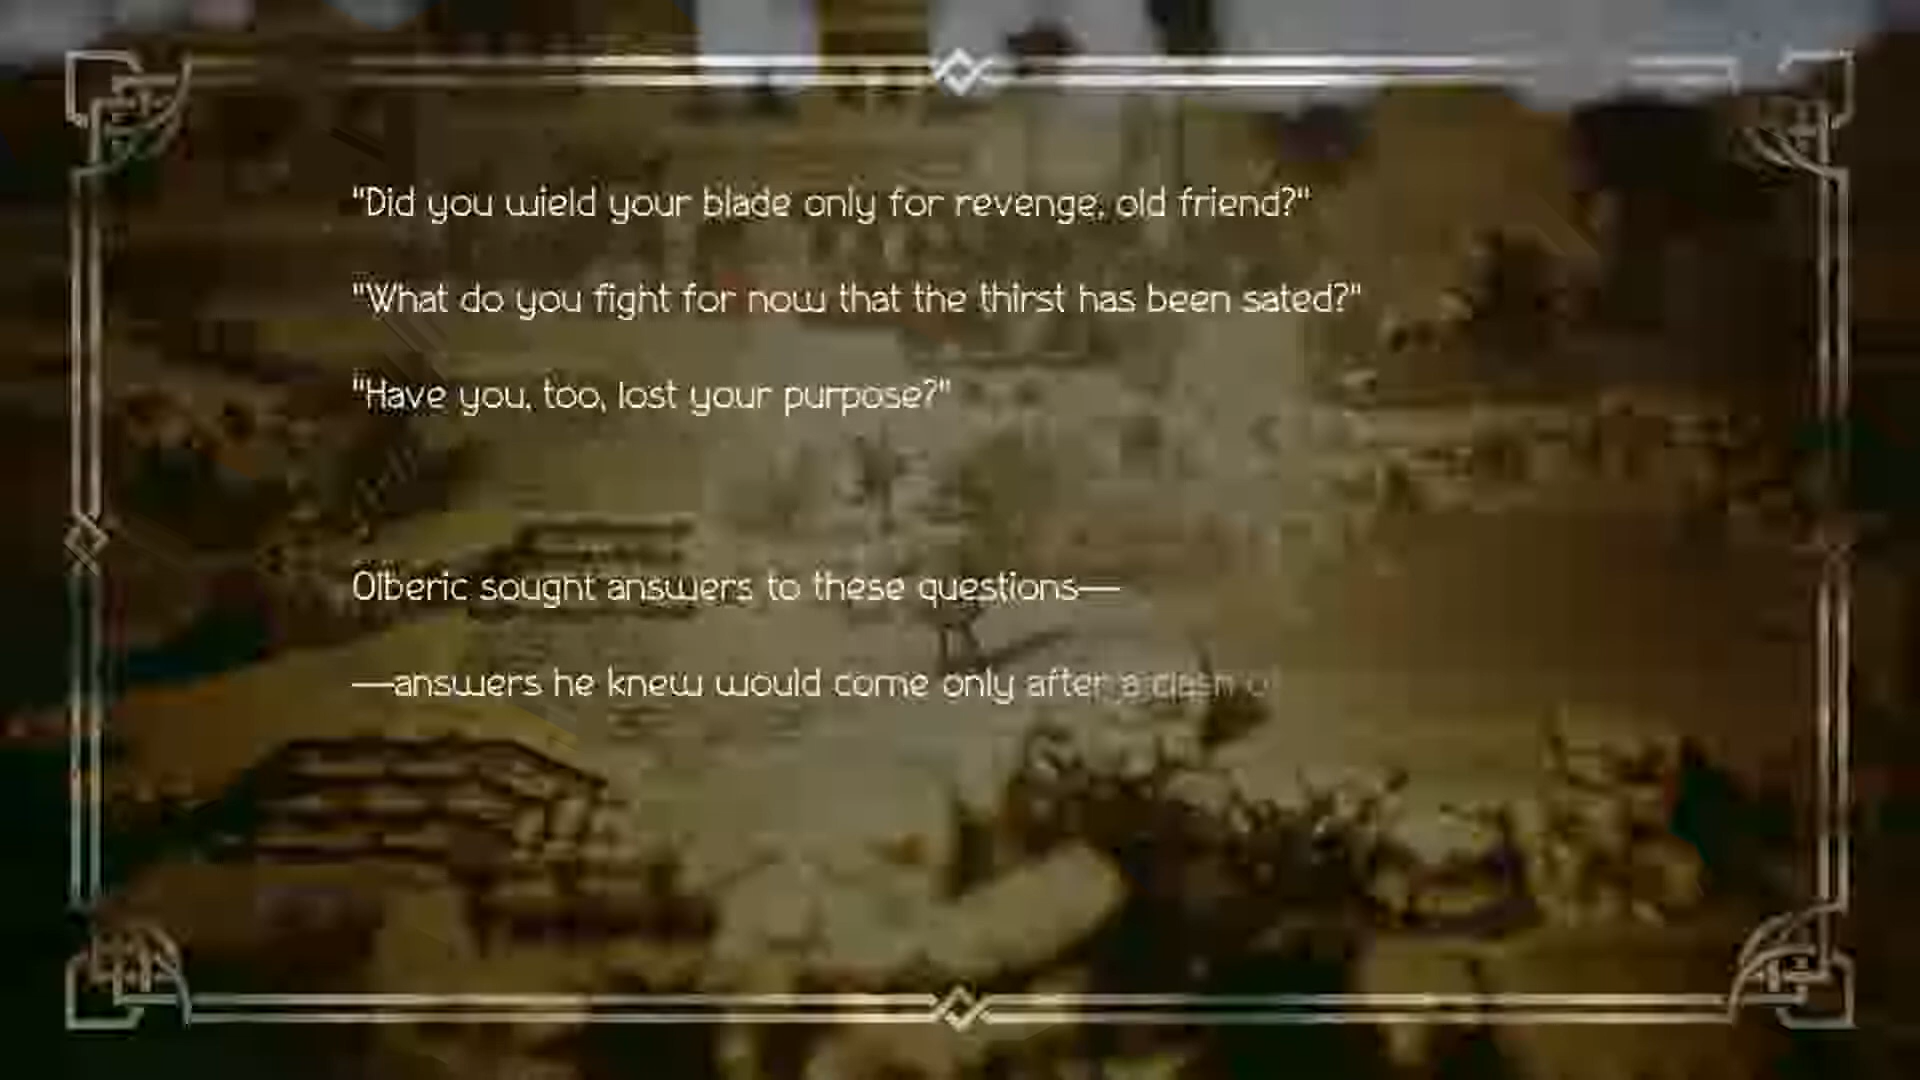 "Did you wield your blade only for revenge, old friend?"
"What do you fight for now that the thirst has been sated?"
"Have you, too, lost your purpose?"
Olberic sought answers to these questions—
—answers he knew would come only after a clash